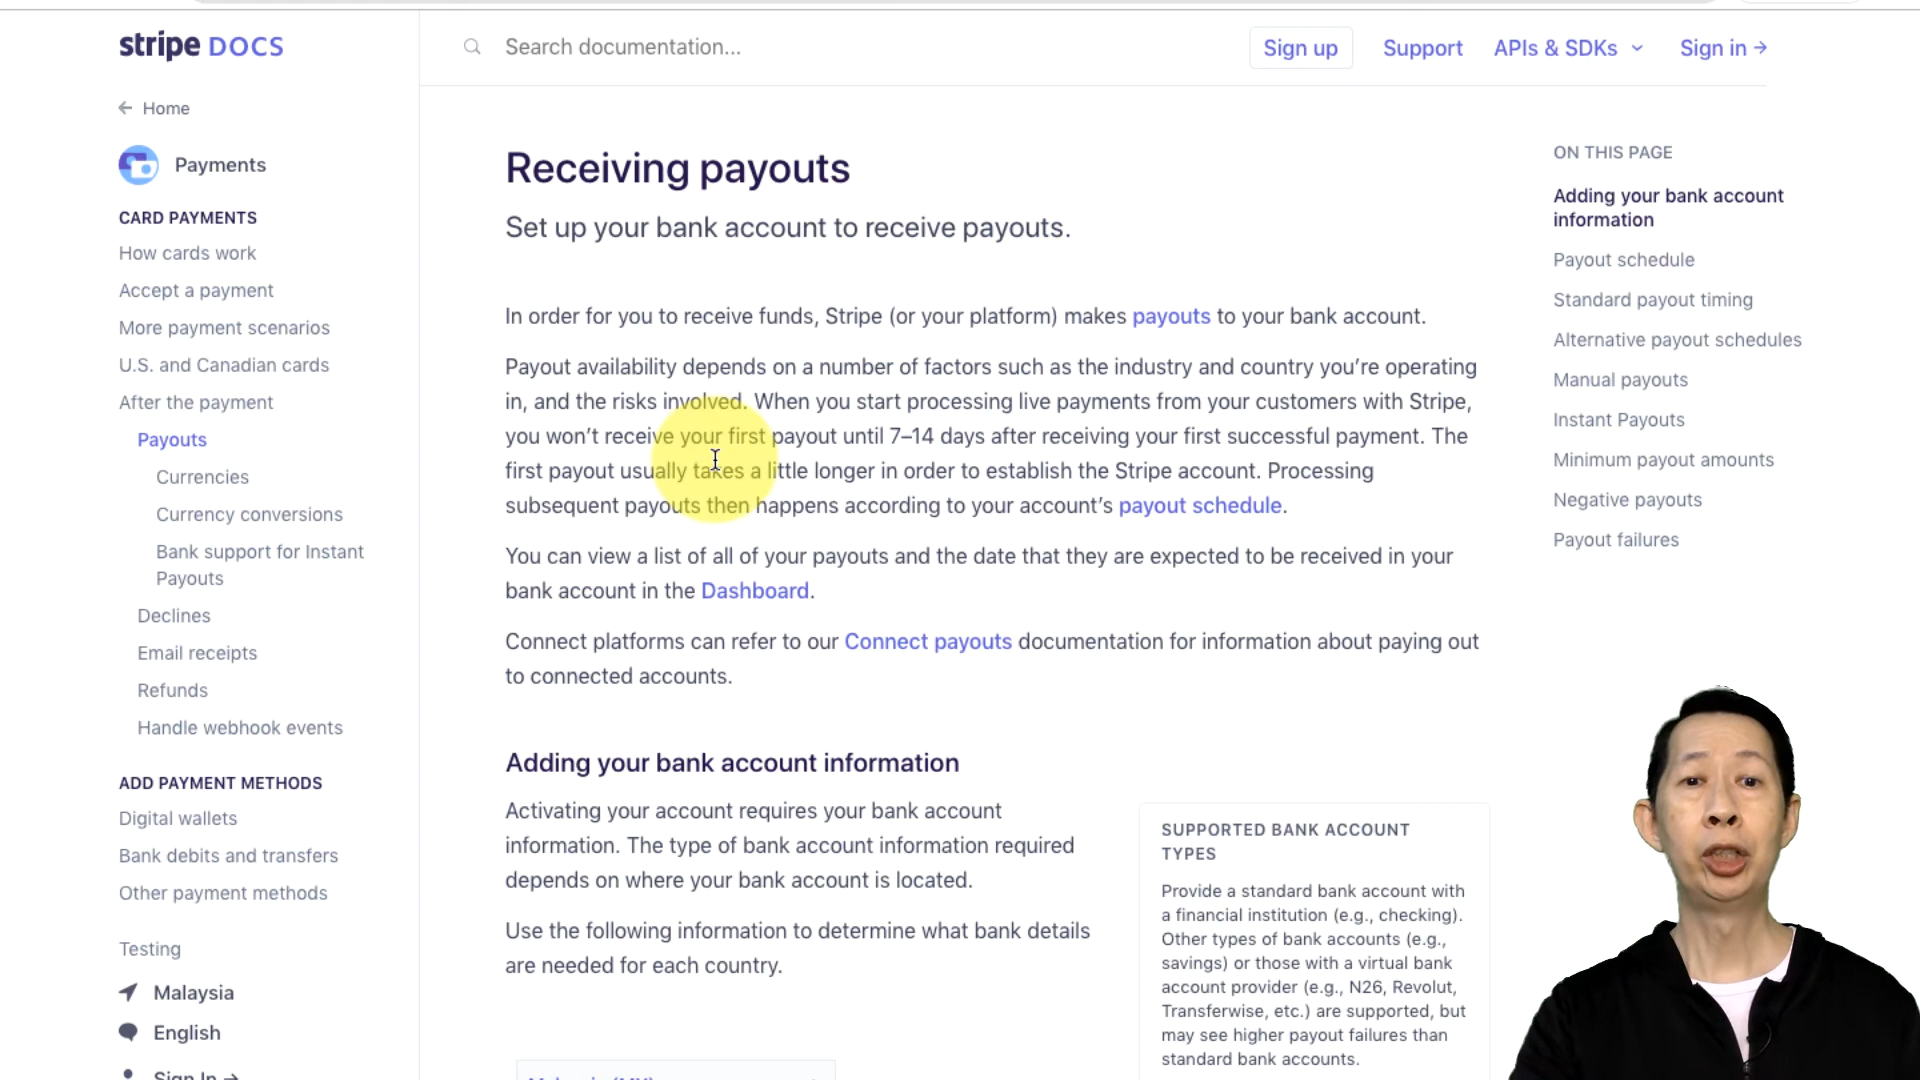 stripe DOCS
Search documentation...
Sign up
Support
APIs & SDKs
Sign in →
← Home
Payments
CARD PAYMENTS
How cards work
Accept a payment
More payment scenarios
U.S. and Canadian cards
After the payment
Payouts
Currencies
Currency conversions
Bank support for Instant
Payouts
Declines
Email receipts
Refunds
Handle webhook events
ADD PAYMENT METHODS
Digital wallets
Bank debits and transfers
Other payment methods
Testing
Malaysia
English
Sign In →
Receiving payouts
Set up your bank account to receive payouts.
In order for you to receive funds, Stripe (or your platform) makes payouts to your bank account.
Payout availability depends on a number of factors such as the industry and country you’re operating
in, and the risks involved. When you start processing live payments from your customers with Stripe,
you won’t receive your first payout until 7–14 days after receiving your first successful payment. The
first payout usually takes a little longer in order to establish the Stripe account. Processing
subsequent payouts then happens according to your account’s payout schedule.
You can view a list of all of your payouts and the date that they are expected to be received in your
bank account in the Dashboard.
Connect platforms can refer to our Connect payouts documentation for information about paying out
to connected accounts.
Adding your bank account information
Activating your account requires your bank account
information. The type of bank account information required
depends on where your bank account is located.
Use the following information to determine what bank details
are needed for each country.
SUPPORTED BANK ACCOUNT
TYPES
Provide a standard bank account with
a financial institution (e.g., checking).
Other types of bank accounts (e.g.,
savings) or those with a virtual bank
account provider (e.g., N26, Revolut,
Transferwise, etc.) are supported, but
may see higher payout failures than
standard bank accounts.
ON THIS PAGE
Adding your bank account
information
Payout schedule
Standard payout timing
Alternative payout schedules
Manual payouts
Instant Payouts
Minimum payout amounts
Negative payouts
Payout failures